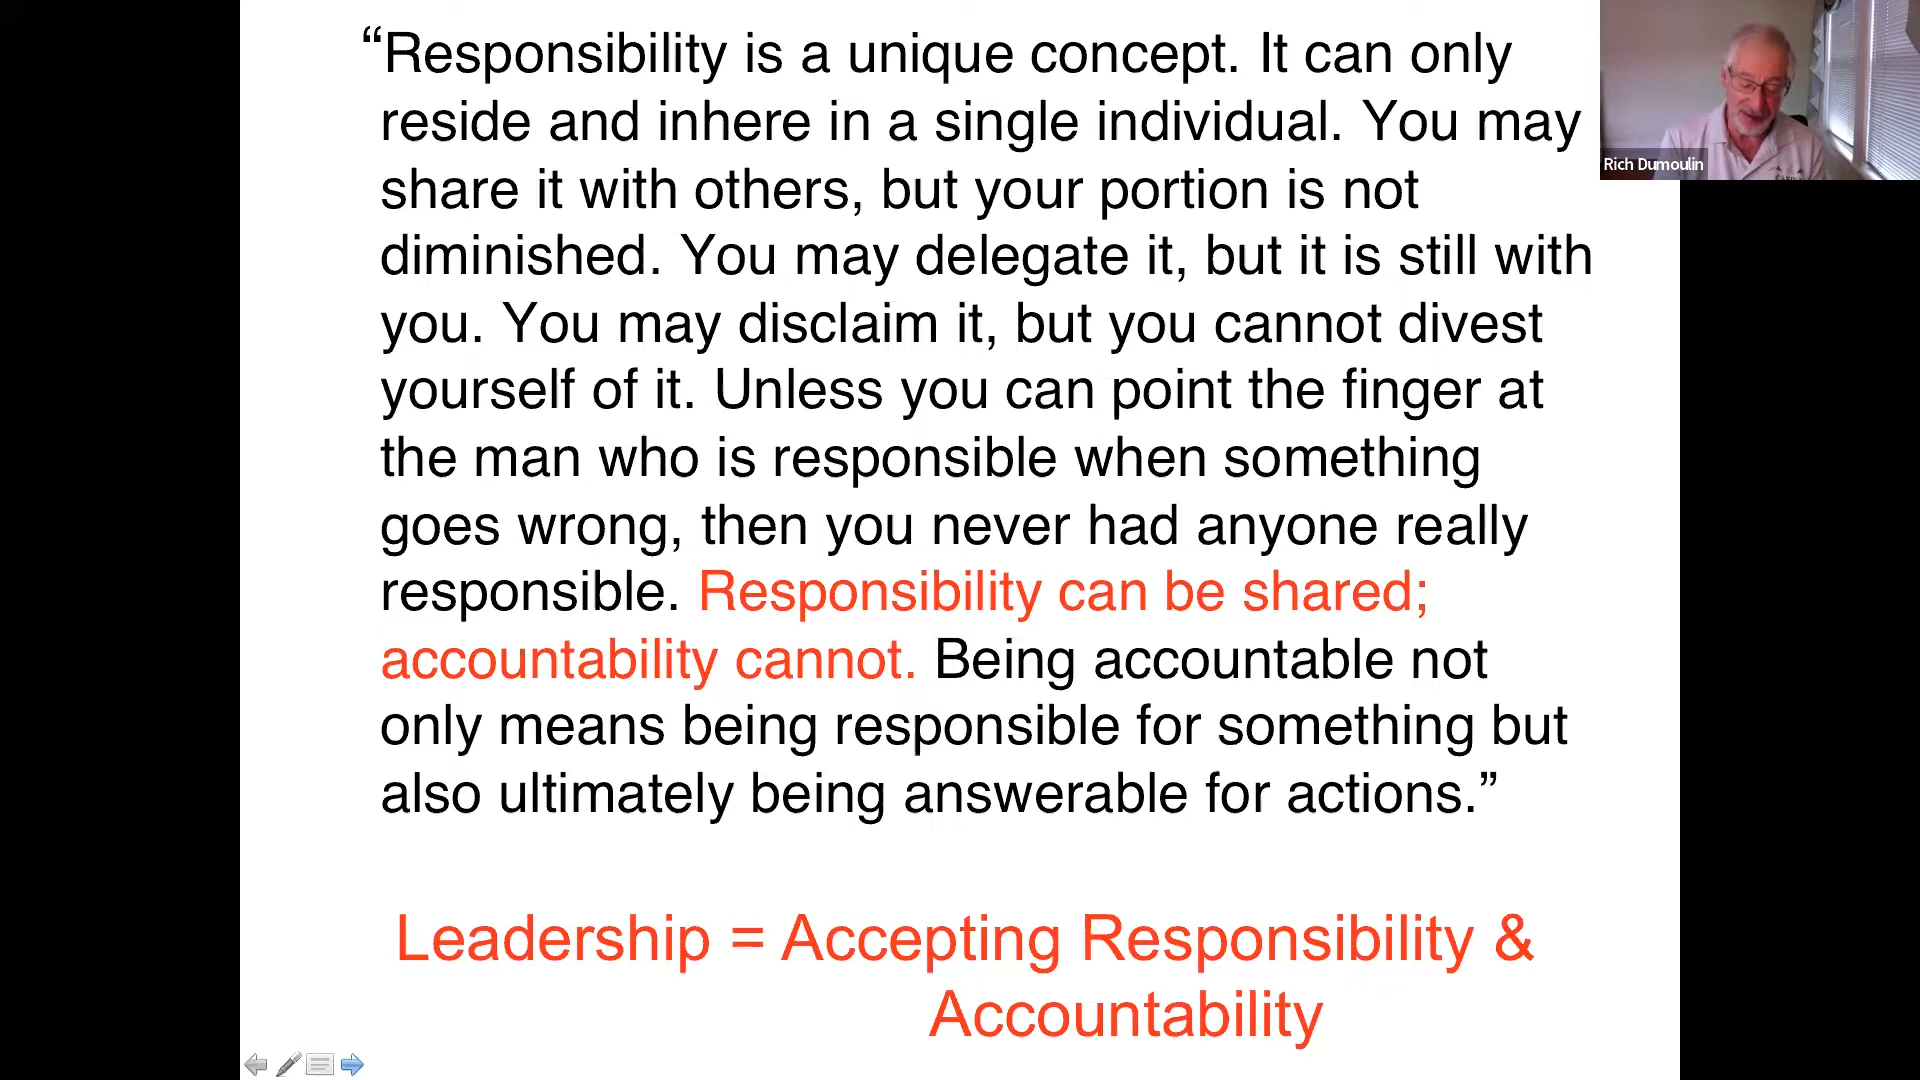 “Responsibility is a unique concept. It can only
reside and inhere in a single individual. You may
share it with others, but your portion is not
diminished. You may delegate it, but it is still with
you. You may disclaim it, but you cannot divest
yourself of it. Unless you can point the finger at
the man who is responsible when something
goes wrong, then you never had anyone really
responsible. Responsibility can be shared;
accountability cannot. Being accountable not
only means being responsible for something but
also ultimately being answerable for actions.”
Leadership = Accepting Responsibility &
Accountability
Rich Dumoulin